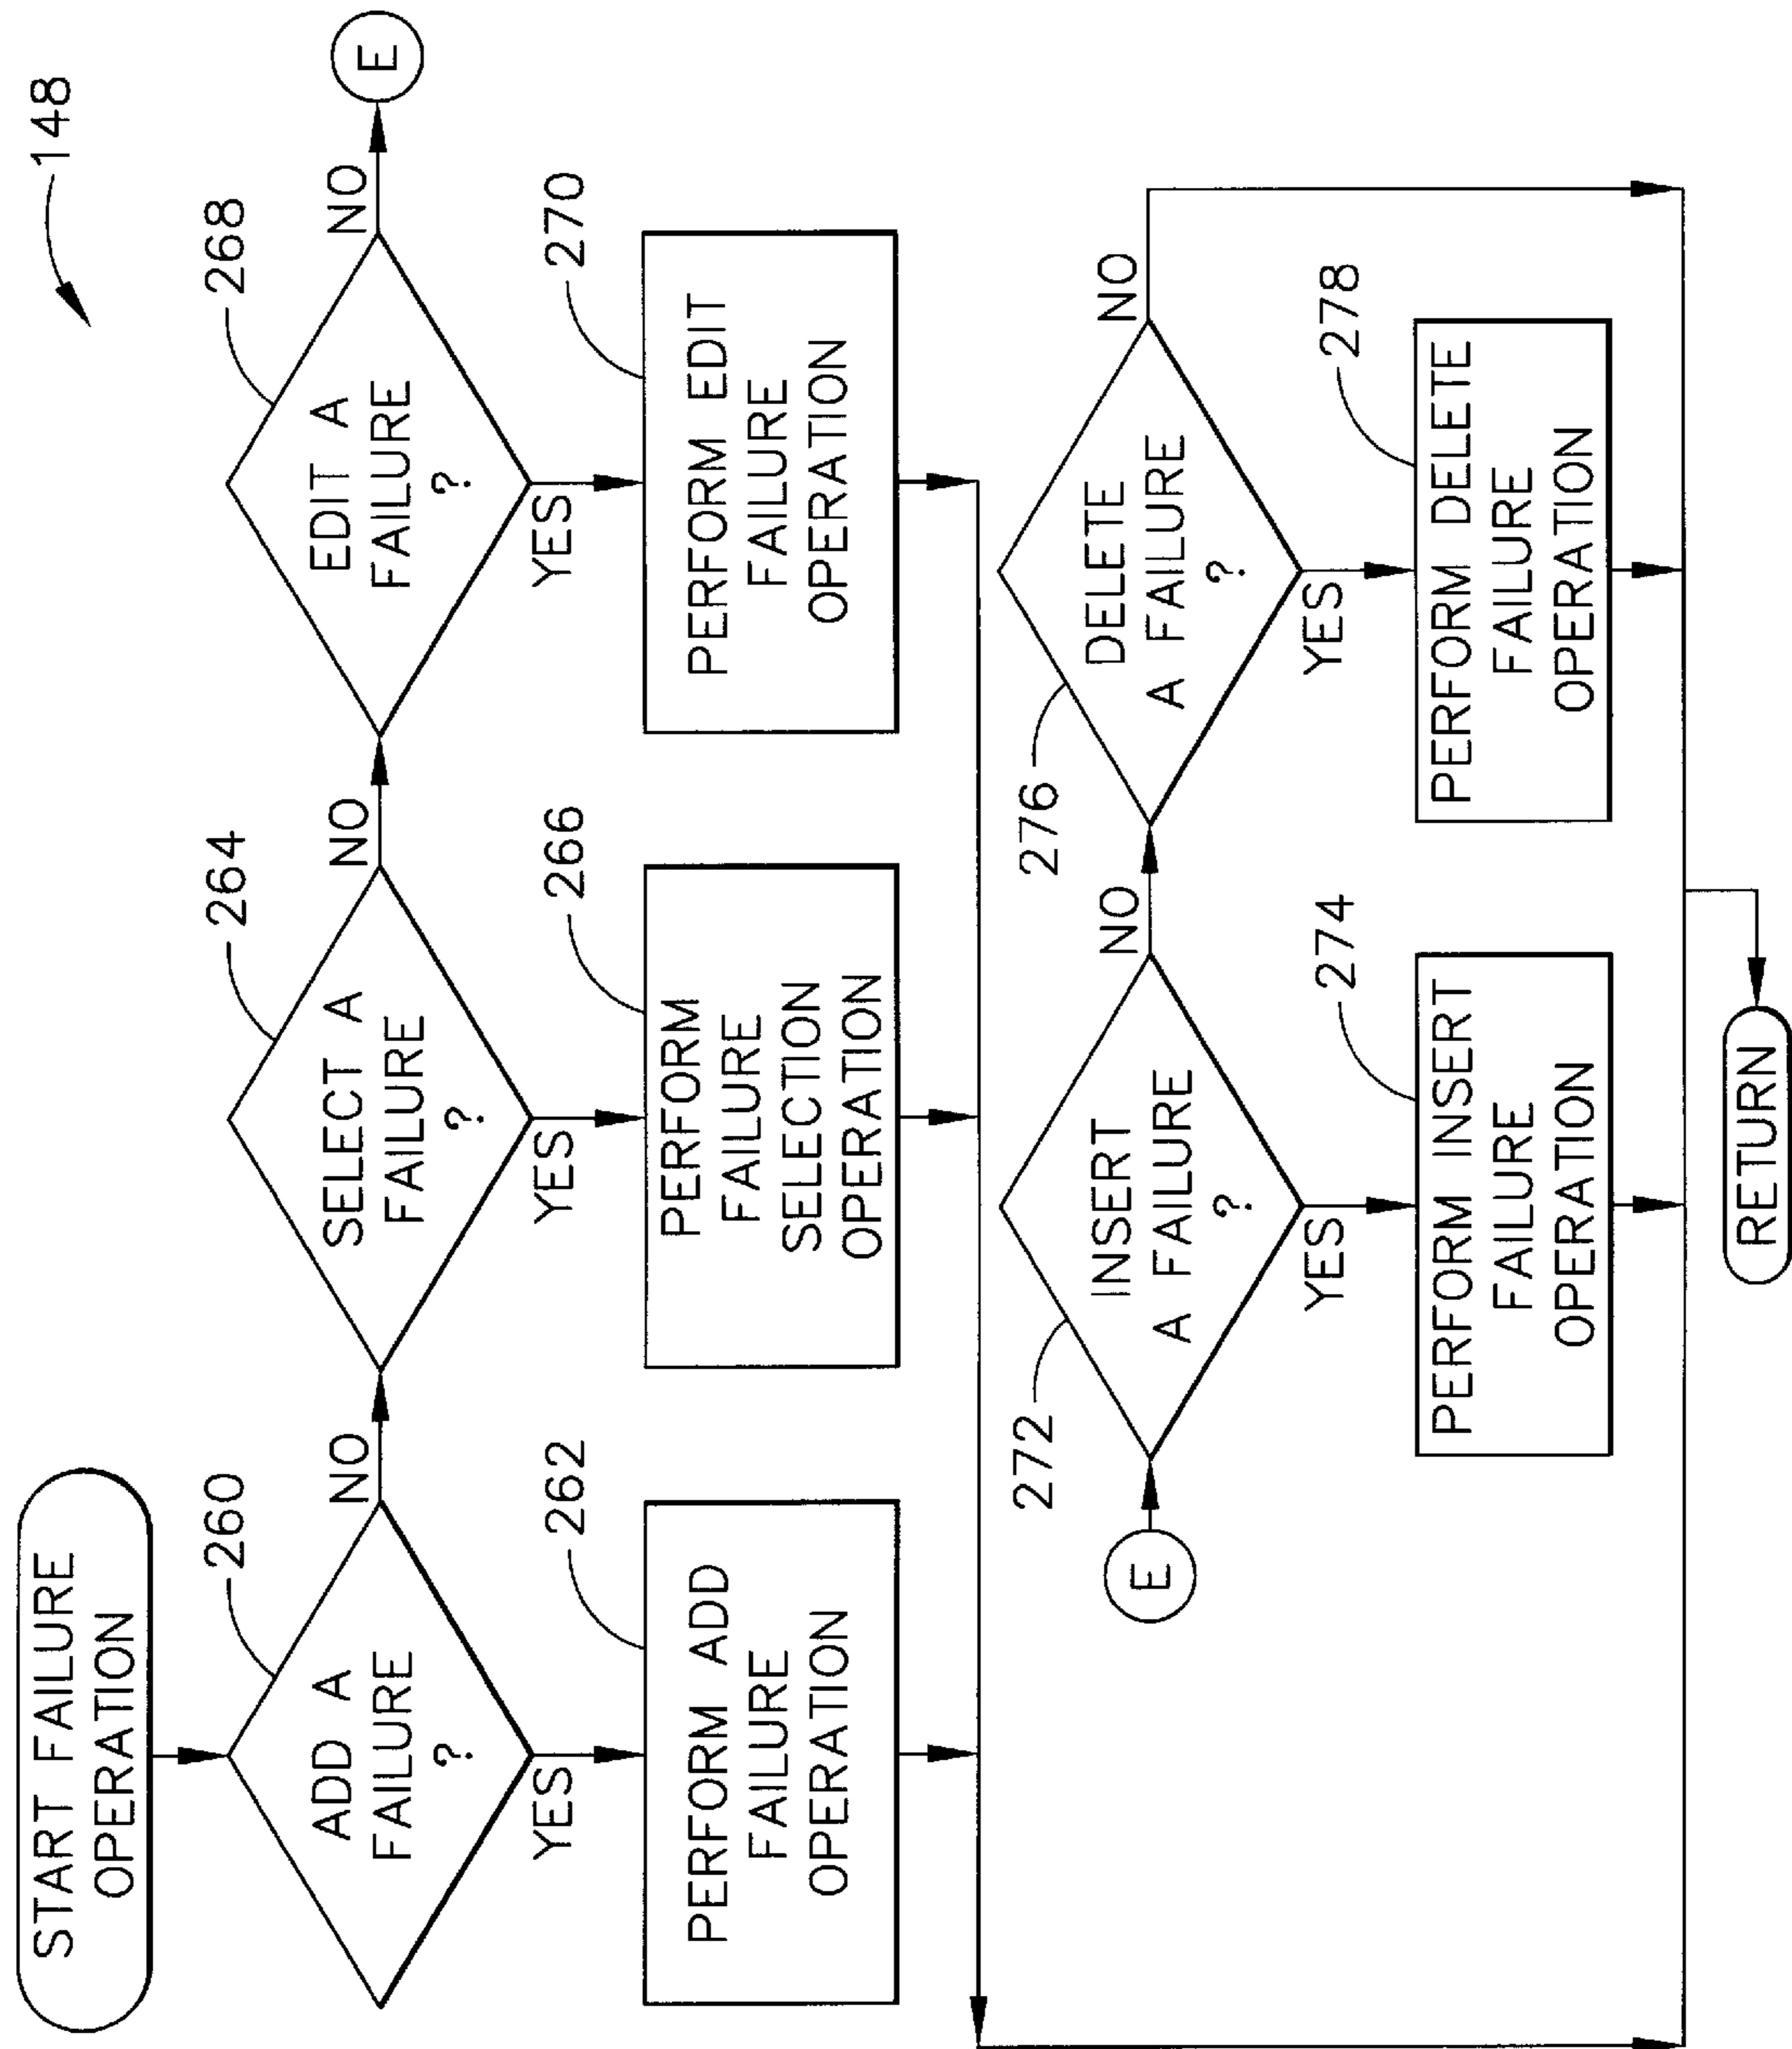 148
START FAILURE
OPERATION
260
ADD A
FAILURE
?
NO
YES
262
PERFORM ADD
FAILURE
OPERATION
264
SELECT A
FAILURE
?
NO
YES
266
PERFORM
FAILURE
SELECTION
OPERATION
268
EDIT A
FAILURE
?
NO
YES
270
PERFORM EDIT
FAILURE
OPERATION
E
E
272
INSERT
A FAILURE
?
NO
YES
274
PERFORM INSERT
FAILURE
OPERATION
276
DELETE
A FAILURE
?
NO
YES
278
PERFORM DELETE
FAILURE
OPERATION
RETURN